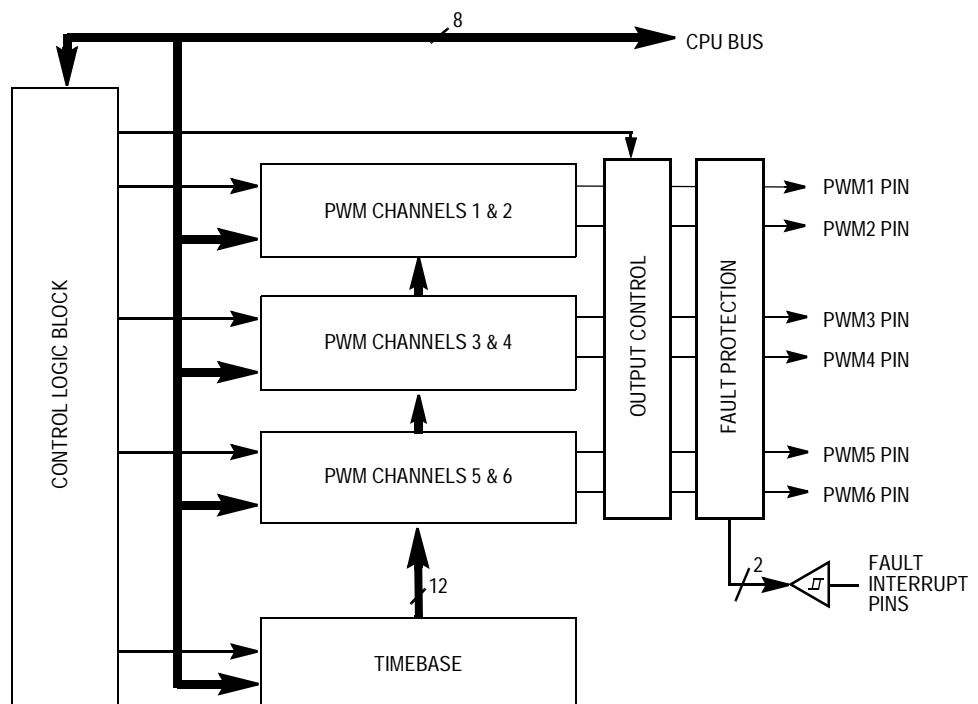 8
CPU BUS
CONTROL LOGIC BLOCK
PWM CHANNELS 1 & 2
PWM CHANNELS 3 & 4
PWM CHANNELS 5 & 6
12
TIMEBASE
OUTPUT CONTROL
FAULT PROTECTION
PWM1 PIN
PWM2 PIN
PWM3 PIN
PWM4 PIN
PWM5 PIN
PWM6 PIN
2
FAULT
INTERRUPT
PINS